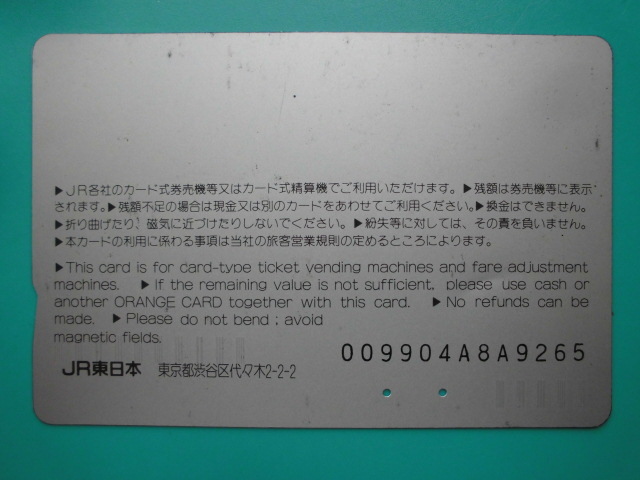 ▶JR各社のカード式券売機等又はカード式精算機でご利用いただけます。▶残額は券売機等に表示
されます。▶残額不足の場合は現金又は別のカードをあわせてご利用ください。▶換金はできません。
▶折り曲げたり、磁気に近づけたりしないでください。▶紛失等に対しては、その責を負いません。
▶本カードの利用に係わる事項は当社の旅客営業規則の定めるところによります。
▶This card is for card-type ticket vending machines and fare adjustment
machines. ▶If the remaining value is not sufficient, please use cash or
another ORANGE CARD together with this card. ▶No refunds can be
made. ▶Please do not bend; avoid
magnetic fields.
009904A8A9265
JR東日本 東京都渋谷区代々木2-2-2